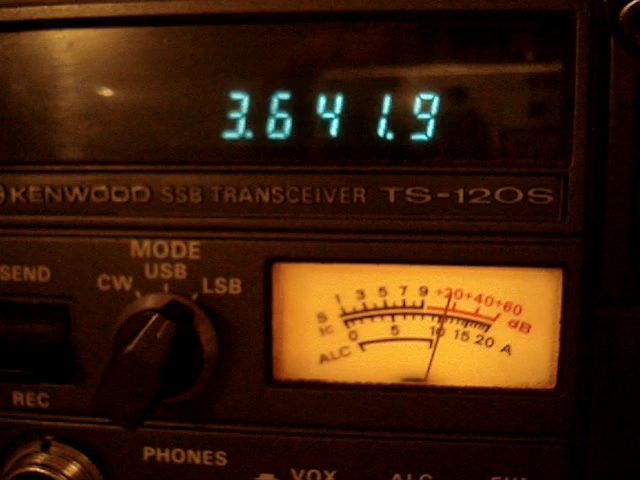 3.641.9
KENWOOD SSB TRANSCEIVER TS-120S
MODE
SEND
USB
CW
LSB
1 3 5 7 9 +20 +40 +60
S
dB
IC
0 5 10 15 20 A
ALC
REC
PHONES
VOX